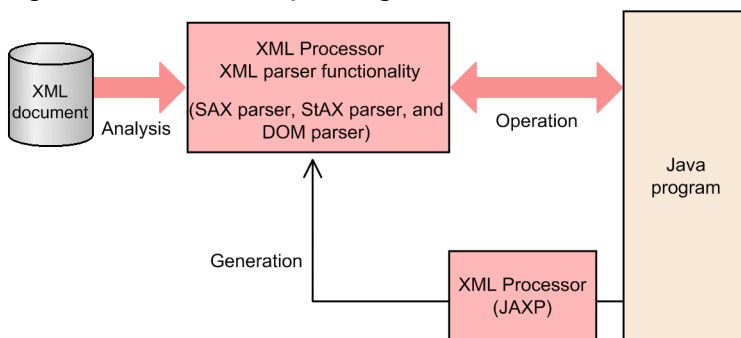 XML
document
Analysis
XML Processor
XML parser functionality
(SAX parser, StAX parser, and
DOM parser)
Operation
Java
program
Generation
XML Processor
(JAXP)